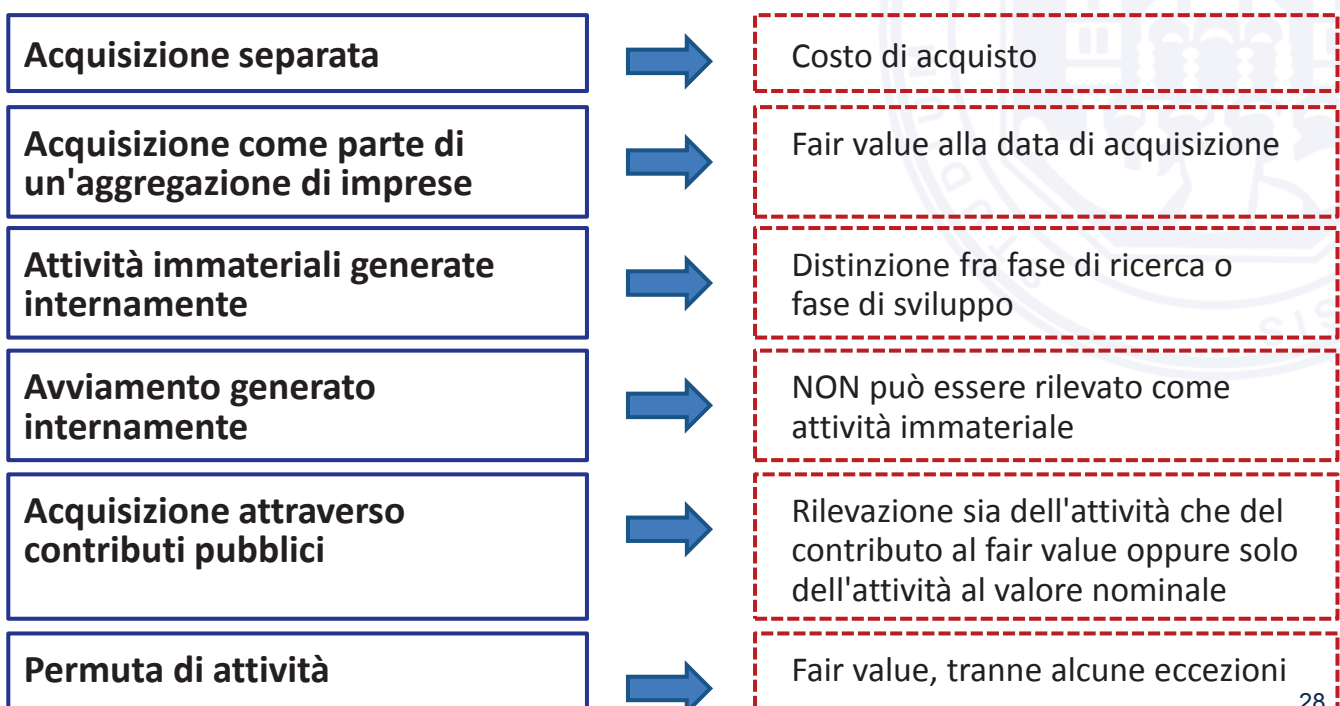 Acquisizione separata
Costo di acquisto
Acquisizione come parte di
un'aggregazione di imprese
Fair value alla data di acquisizione
Attività immateriali generate
internamente
Distinzione fra fase di ricerca o
fase di sviluppo
Avviamento generato
internamente
NON può essere rilevato come
attività immateriale
Acquisizione attraverso
contributi pubblici
Rilevazione sia dell'attività che del
contributo al fair value oppure solo
dell'attività al valore nominale
Permuta di attività
Fair value, tranne alcune eccezioni
28